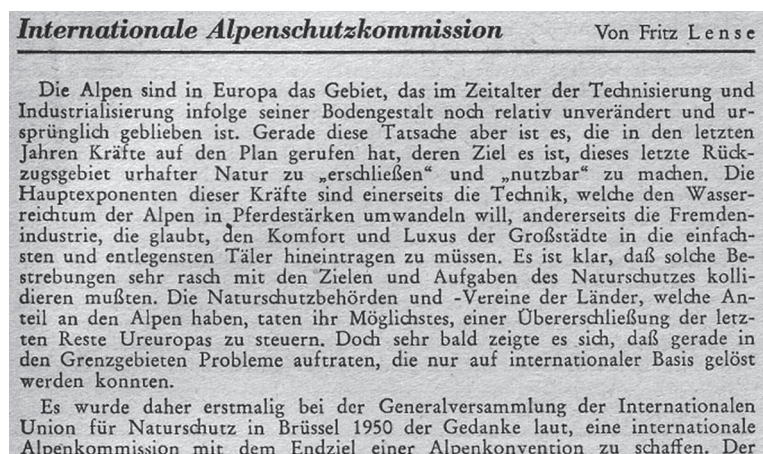 Internationale Alpenschutzkommission Von Fritz Lense
Die Alpen sind in Europa das Gebiet, das im Zeitalter der Technisierung und
Industrialisierung infolge seiner Bodengestalt noch relativ unverändert und ur-
sprünglich geblieben ist. Gerade diese Tatsache aber ist es, die in den letzten
Jahren Kräfte auf den Plan gerufen hat, deren Ziel es ist, dieses letzte Rück-
zugsgebiet urhafter Natur zu „erschließen“ und „nutzbar“ zu machen. Die
Hauptexponenten dieser Kräfte sind einerseits die Technik, welche den Wasser-
reichtum der Alpen in Pferdestärken umwandeln will, andererseits die Fremden-
industrie, die glaubt, den Komfort und Luxus der Großstädte in die einfach-
sten und entlegensten Täler hineintragen zu müssen. Es ist klar, daß solche Be-
strebungen sehr rasch mit den Zielen und Aufgaben des Naturschutzes kolli-
dieren mußten. Die Naturschutzbehörden und -Vereine der Länder, welche An-
teil an den Alpen haben, taten ihr Möglichstes, einer Übererschließung der letz-
ten Reste Ureuropas zu steuern. Doch sehr bald zeigte es sich, daß gerade in
den Grenzgebieten Probleme auftraten, die nur auf internationaler Basis gelöst
werden konnten.
Es wurde daher erstmalig bei der Generalversammlung der Internationalen
Union für Naturschutz in Brüssel 1950 der Gedanke laut, eine internationale
Alpenkommission mit dem Endziel einer Alpenkonvention zu schaffen. Der